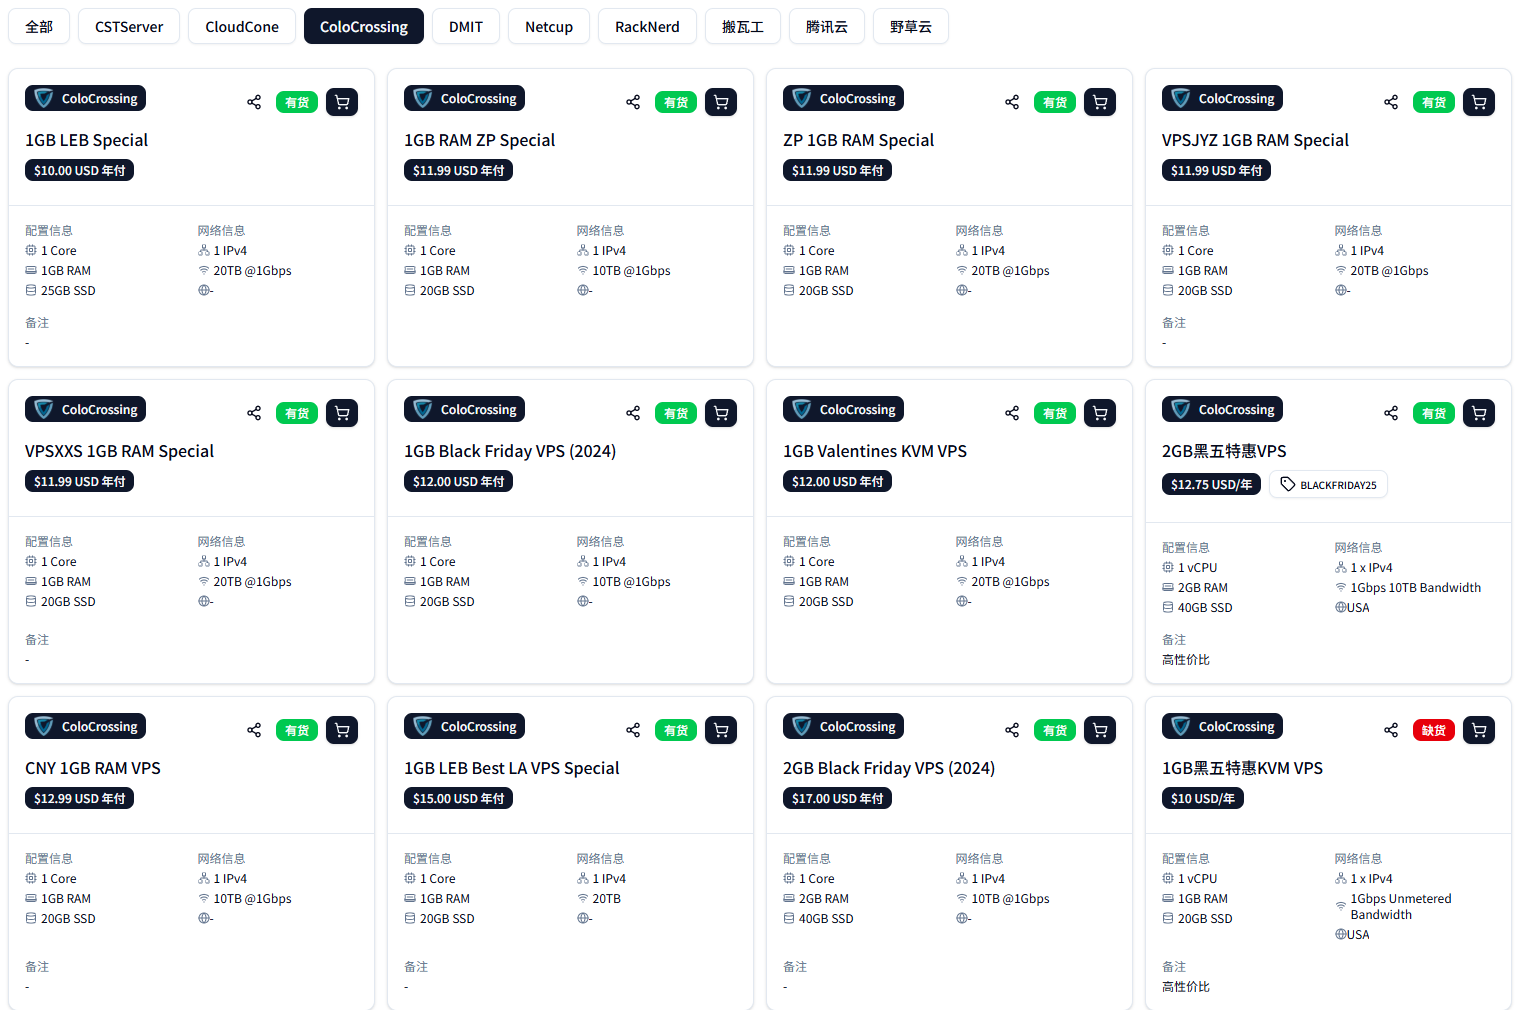 全部 CSTServer CloudCone ColoCrossing DMIT Netcup RackNerd 搬瓦工 腾讯云 野草云
ColoCrossing 有货
1GB LEB Special
$10.00 USD 年付
配置信息 网络信息
1 Core 1 IPv4
1GB RAM 20TB @1Gbps
25GB SSD -
备注
-
ColoCrossing 有货
1GB RAM ZP Special
$11.99 USD 年付
配置信息 网络信息
1 Core 1 IPv4
1GB RAM 10TB @1Gbps
20GB SSD -
ColoCrossing 有货
ZP 1GB RAM Special
$11.99 USD 年付
配置信息 网络信息
1 Core 1 IPv4
1GB RAM 20TB @1Gbps
20GB SSD -
ColoCrossing 有货
VPSJYZ 1GB RAM Special
$11.99 USD 年付
配置信息 网络信息
1 Core 1 IPv4
1GB RAM 20TB @1Gbps
20GB SSD -
备注
-
ColoCrossing 有货
VPSXXS 1GB RAM Special
$11.99 USD 年付
配置信息 网络信息
1 Core 1 IPv4
1GB RAM 20TB @1Gbps
20GB SSD -
备注
-
ColoCrossing 有货
1GB Black Friday VPS (2024)
$12.00 USD 年付
配置信息 网络信息
1 Core 1 IPv4
1GB RAM 10TB @1Gbps
20GB SSD -
ColoCrossing 有货
1GB Valentines KVM VPS
$12.00 USD 年付
配置信息 网络信息
1 Core 1 IPv4
1GB RAM 20TB @1Gbps
20GB SSD -
ColoCrossing 有货
2GB黑五特惠VPS
$12.75 USD/年 BLACKFRIDAY25
配置信息 网络信息
1 vCPU 1 x IPv4
2GB RAM 1Gbps 10TB Bandwidth
40GB SSD USA
备注
高性价比
ColoCrossing 有货
CNY 1GB RAM VPS
$12.99 USD 年付
配置信息 网络信息
1 Core 1 IPv4
1GB RAM 10TB @1Gbps
20GB SSD -
备注
-
ColoCrossing 有货
1GB LEB Best LA VPS Special
$15.00 USD 年付
配置信息 网络信息
1 Core 1 IPv4
1GB RAM 20TB
20GB SSD -
备注
-
ColoCrossing 有货
2GB Black Friday VPS (2024)
$17.00 USD 年付
配置信息 网络信息
1 Core 1 IPv4
2GB RAM 10TB @1Gbps
40GB SSD -
备注
-
ColoCrossing 缺货
1GB黑五特惠KVM VPS
$10 USD/年
配置信息 网络信息
1 vCPU 1 x IPv4
1GB RAM 1Gbps Unmetered
Bandwidth
20GB SSD
USA
备注
高性价比